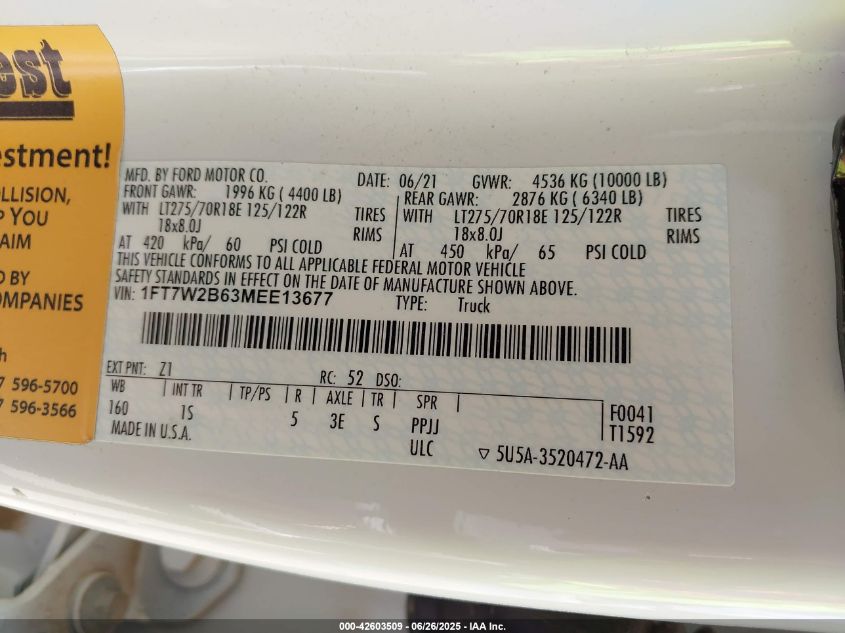 est
estment!
OLLISION,
P YOU
AIM
D BY
OMPANIES
h
7 596-5700
7 596-3566
MFD. BY FORD MOTOR CO. DATE: 06/21 GVWR: 4536 KG (10000 LB)
FRONT GAWR: 1996 KG ( 4400 LB) REAR GAWR: 2876 KG ( 6340 LB)
WITH LT275/70R18E 125/122R TIRES WITH LT275/70R18E 125/122R TIRES
18x8.0J RIMS 18x8.0J RIMS
AT 420 kPa/ 60 PSI COLD AT 450 kPa/ 65 PSI COLD
THIS VEHICLE CONFORMS TO ALL APPLICABLE FEDERAL MOTOR VEHICLE
SAFETY STANDARDS IN EFFECT ON THE DATE OF MANUFACTURE SHOWN ABOVE.
VIN: 1FT7W2B63MEE13677 TYPE: Truck
EXT PNT: Z1 RC: 52 DSO:
WB INT TR TP/PS R AXLE TR SPR
160 1S 5 3E S PPJJ F0041
MADE IN U.S.A. ULC T1592
▽ 5U5A-3520472-AA
000-42603509 - 06/26/2025 - IAA Inc.